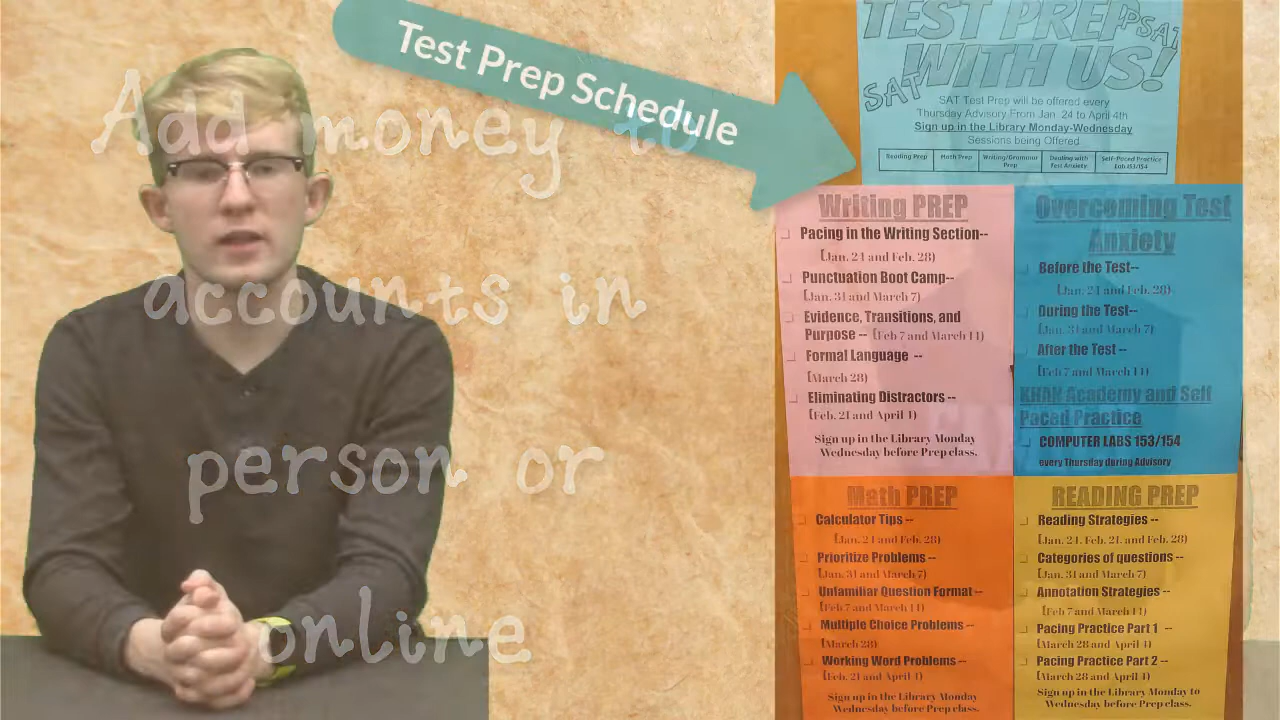 Add money to
accounts in
person or
online
Test Prep Schedule
TEST PREP
PSAT
SAT
WITH US!
SAT Test Prep will be offered every
Thursday Advisory From Jan. 24 to April 4th
Sign up in the Library Monday-Wednesday
Sessions being Offered
Reading Prep
Math Prep
Writing/Grammar
Prep
Dealing with
Test Anxiety
Self-Paced Practice
Lab 153/154
Writing PREP
Pacing in the Writing Section--
(Jan. 24 and Feb. 28)
Punctuation Boot Camp--
(Jan. 31 and March 7)
Evidence, Transitions, and
Purpose -- (Feb 7 and March 14)
Formal Language --
(March 28)
Eliminating Distractors --
(Feb. 21 and April 4)
Sign up in the Library Monday
Wednesday before Prep class.
Overcoming Test
Anxiety
Before the Test--
(Jan. 24 and Feb. 28)
During the Test--
(Jan. 31 and March 7)
After the Test --
(Feb 7 and March 14)
KHAN Academy and Self
Paced Practice
COMPUTER LABS 153/154
every Thursday during Advisory
Math PREP
Calculator Tips --
(Jan. 24 and Feb. 28)
Prioritize Problems --
(Jan. 31 and March 7)
Unfamiliar Question Format --
(Feb 7 and March 14)
Multiple Choice Problems --
(March 28)
Working Word Problems --
(Feb. 21 and April 4)
Sign up in the Library Monday
Wednesday before Prep class.
READING PREP
Reading Strategies --
(Jan. 24, Feb. 21, and Feb. 28)
Categories of questions --
(Jan. 31 and March 7)
Annotation Strategies --
(Feb 7 and March 14)
Pacing Practice Part 1 --
(March 28 and April 4)
Pacing Practice Part 2 --
(March 28 and April 4)
Sign up in the Library Monday to
Wednesday before Prep class.